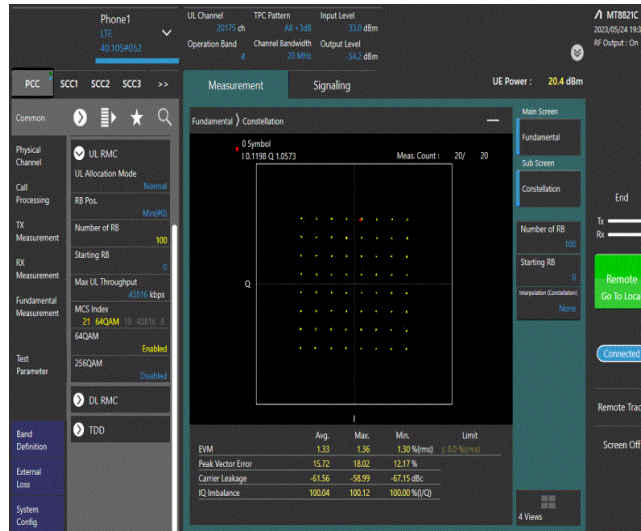 Phone1
LTE
40.105#052
UL Channel TPC Pattern Input Level
20175 ch Alt +3dB 33.0 dBm
Operation Band Channel Bandwidth Output Level
4 20 MHz -54.2 dBm
MT8821C
2023/05/24 19:3
RF Output : On
PCC SCC1 SCC2 SCC3 >>
Measurement Signaling
UE Power : 20.4 dBm
Common
Physical
Channel
Call
Processing
TX
Measurement
RX
Measurement
Fundamental
Measurement
Test
Parameter
Band
Definition
External
Loss
System
Config
UL RMC
UL Allocation Mode
Normal
RB Pos.
Min(#0)
Number of RB
100
Starting RB
0
Max UL Throughput
43816 kbps
MCS Index
21 64QAM 19 43816 6
64QAM
Enabled
256QAM
Disabled
DL RMC
TDD
Fundamental Constellation
0 Symbol
I 0.1198 Q 1.0573
Meas. Count : 20/ 20
Q
I
Avg. Max. Min. Limit
EVM 1.33 1.36 1.30 %(rms) ≤ 8.0 %(rms)
Peak Vector Error 15.72 18.02 12.17 %
Carrier Leakage -61.56 -58.99 -67.15 dBc
IQ Imbalance 100.04 100.12 100.00 %(I/Q)
Main Screen
Fundamental
Sub Screen
Constellation
Number of RB
100
Starting RB
0
Interpolation (Constellation)
None
4 Views
End
Tx
Rx
Remote
Go To Loca
Connected
Remote Trac
Screen Off